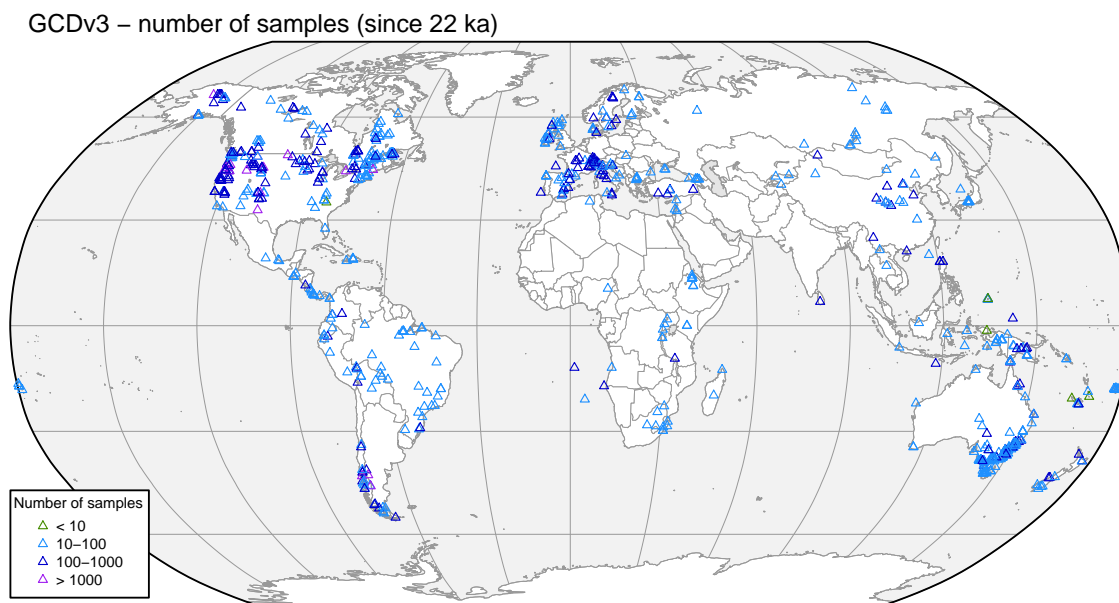 GCDv3 – number of samples (since 22 ka)
Number of samples
< 10
10–100
100–1000
> 1000